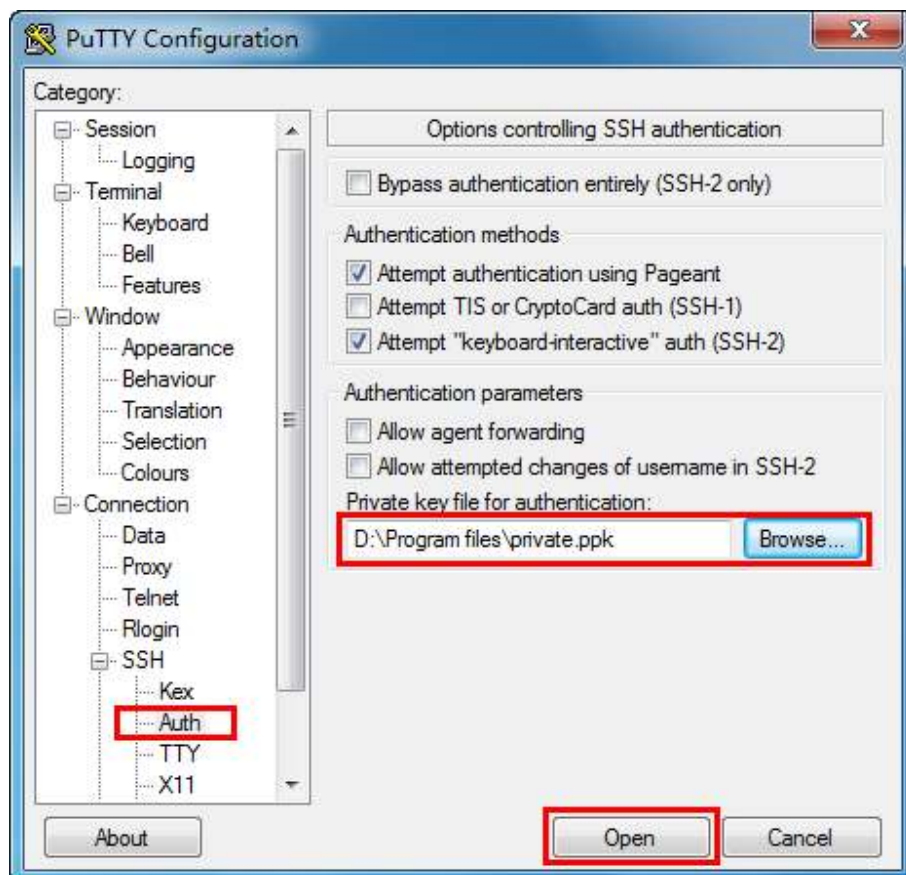 PuTTY Configuration
Category:
Session
Logging
Terminal
Keyboard
Bell
Features
Window
Appearance
Behaviour
Translation
Selection
Colours
Connection
Data
Proxy
Telnet
Rlogin
SSH
Kex
Auth
TTY
X11
Options controlling SSH authentication
Bypass authentication entirely (SSH-2 only)
Authentication methods
Attempt authentication using Pageant
Attempt TIS or CryptoCard auth (SSH-1)
Attempt "keyboard-interactive" auth (SSH-2)
Authentication parameters
Allow agent forwarding
Allow attempted changes of username in SSH-2
Private key file for authentication:
D:\Program files\private.ppk Browse...
About Open Cancel